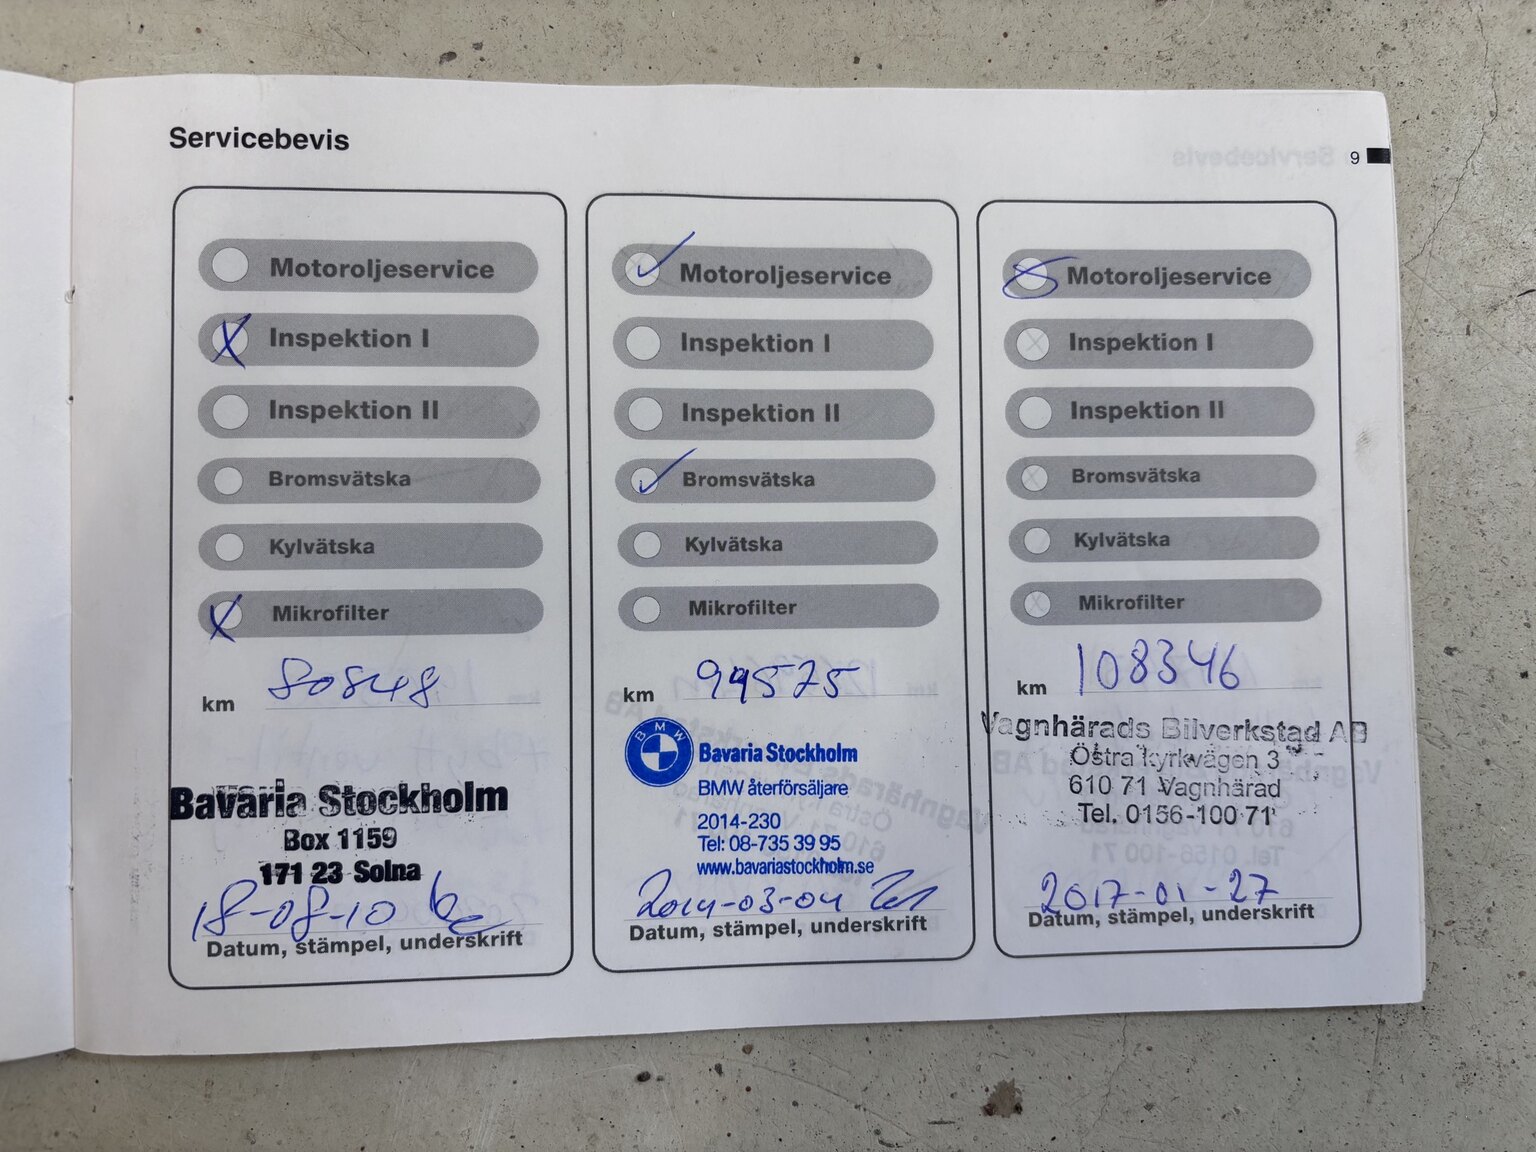 Servicebevis
9
Motoroljeservice
X Inspektion I
Inspektion II
Bromsvätska
Kylvätska
X Mikrofilter
km 80848
Bavaria Stockholm
Box 1159
171 23 Solna
18-08-10
Datum, stämpel, underskrift
✓ Motoroljeservice
Inspektion I
Inspektion II
✓ Bromsvätska
Kylvätska
Mikrofilter
km 99575
BMW
Bavaria Stockholm
BMW återförsäljare
2014-230
Tel: 08-735 39 95
www.bavariastockholm.se
2014-03-04
Datum, stämpel, underskrift
Motoroljeservice
Inspektion I
Inspektion II
Bromsvätska
Kylvätska
Mikrofilter
km 108346
Vagnhärads Bilverkstad AB
Östra kyrkvägen 3
610 71 Vagnhärad
Tel. 0156-100 71
2017-01-27
Datum, stämpel, underskrift